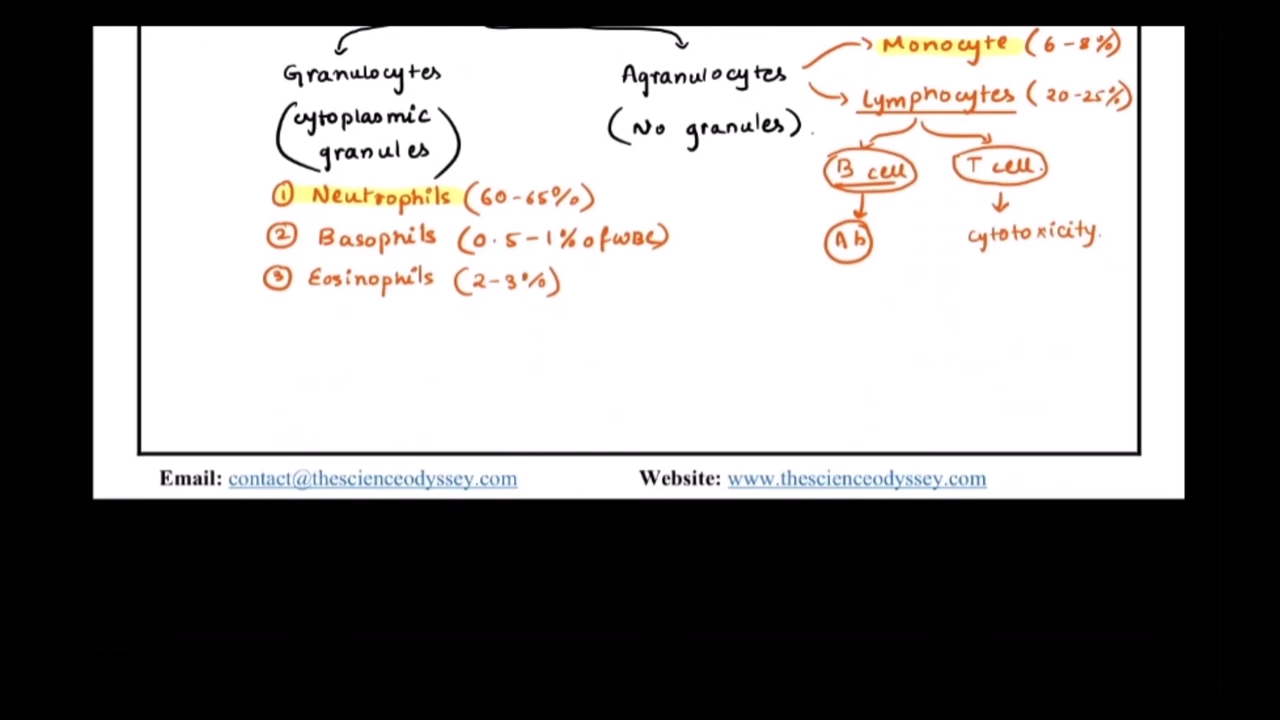 Monocyte (6-8%)
Granulocytes
Agranulocytes
Lymphocytes (20-25%)
(cytoplasmic
granules)
(No granules).
B cell
T cell.
① Neutrophils (60-65%)
② Basophils (0.5-1% of WBC)
Ab
cytotoxicity.
③ Eosinophils (2-3%)
Email: contact@thescienceodyssey.com
Website: www.thescienceodyssey.com